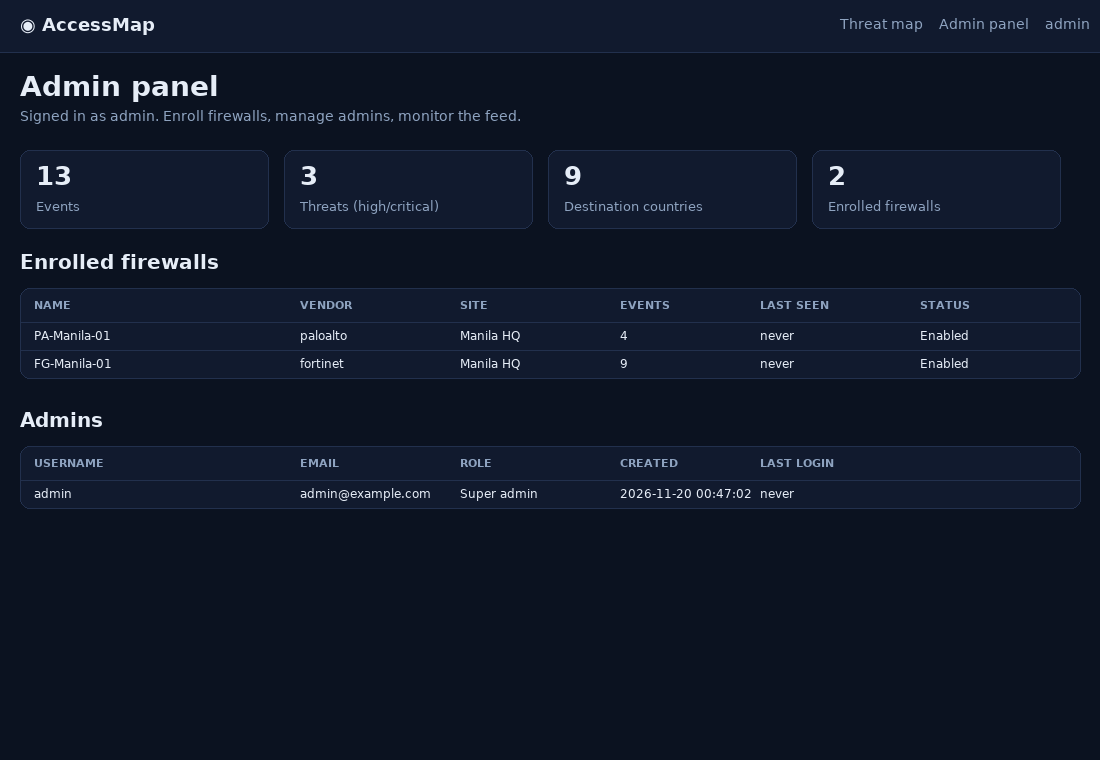 ◉ AccessMap Threat map Admin panel admin
Admin panel
Signed in as admin. Enroll firewalls, manage admins, monitor the feed.
13 3 9 2
Events Threats (high/critical) Destination countries Enrolled firewalls
Enrolled firewalls
NAME VENDOR SITE EVENTS LAST SEEN STATUS
PA-Manila-01 paloalto Manila HQ 4 never Enabled
FG-Manila-01 fortinet Manila HQ 9 never Enabled
Admins
USERNAME EMAIL ROLE CREATED LAST LOGIN
admin admin@example.com Super admin 2026-11-20 00:47:02 never